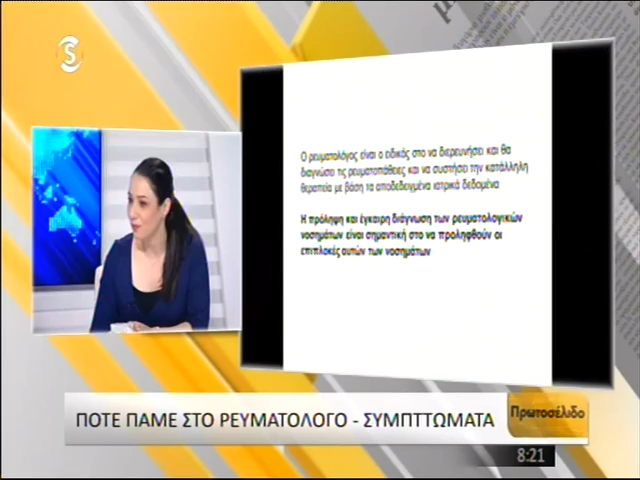 S
Ο ρευματολόγος είναι ο ειδικός στο να διερευνήσει και θα
διαγνώσει τις ρευματοπάθειες και να συστήσει την κατάλληλη
θεραπεία με βάση τα αποδεδειγμένα ιατρικά δεδομένα
Η πρόληψη και έγκαιρη διάγνωση των ρευματολογικών
νοσημάτων είναι σημαντική στο να προληφθούν οι
επιπλοκές αυτών των νοσημάτων
ΠΟΤΕ ΠΑΜΕ ΣΤΟ ΡΕΥΜΑΤΟΛΟΓΟ - ΣΥΜΠΤΤΩΜΑΤΑ
Πρωτοσέλιδο
8:21